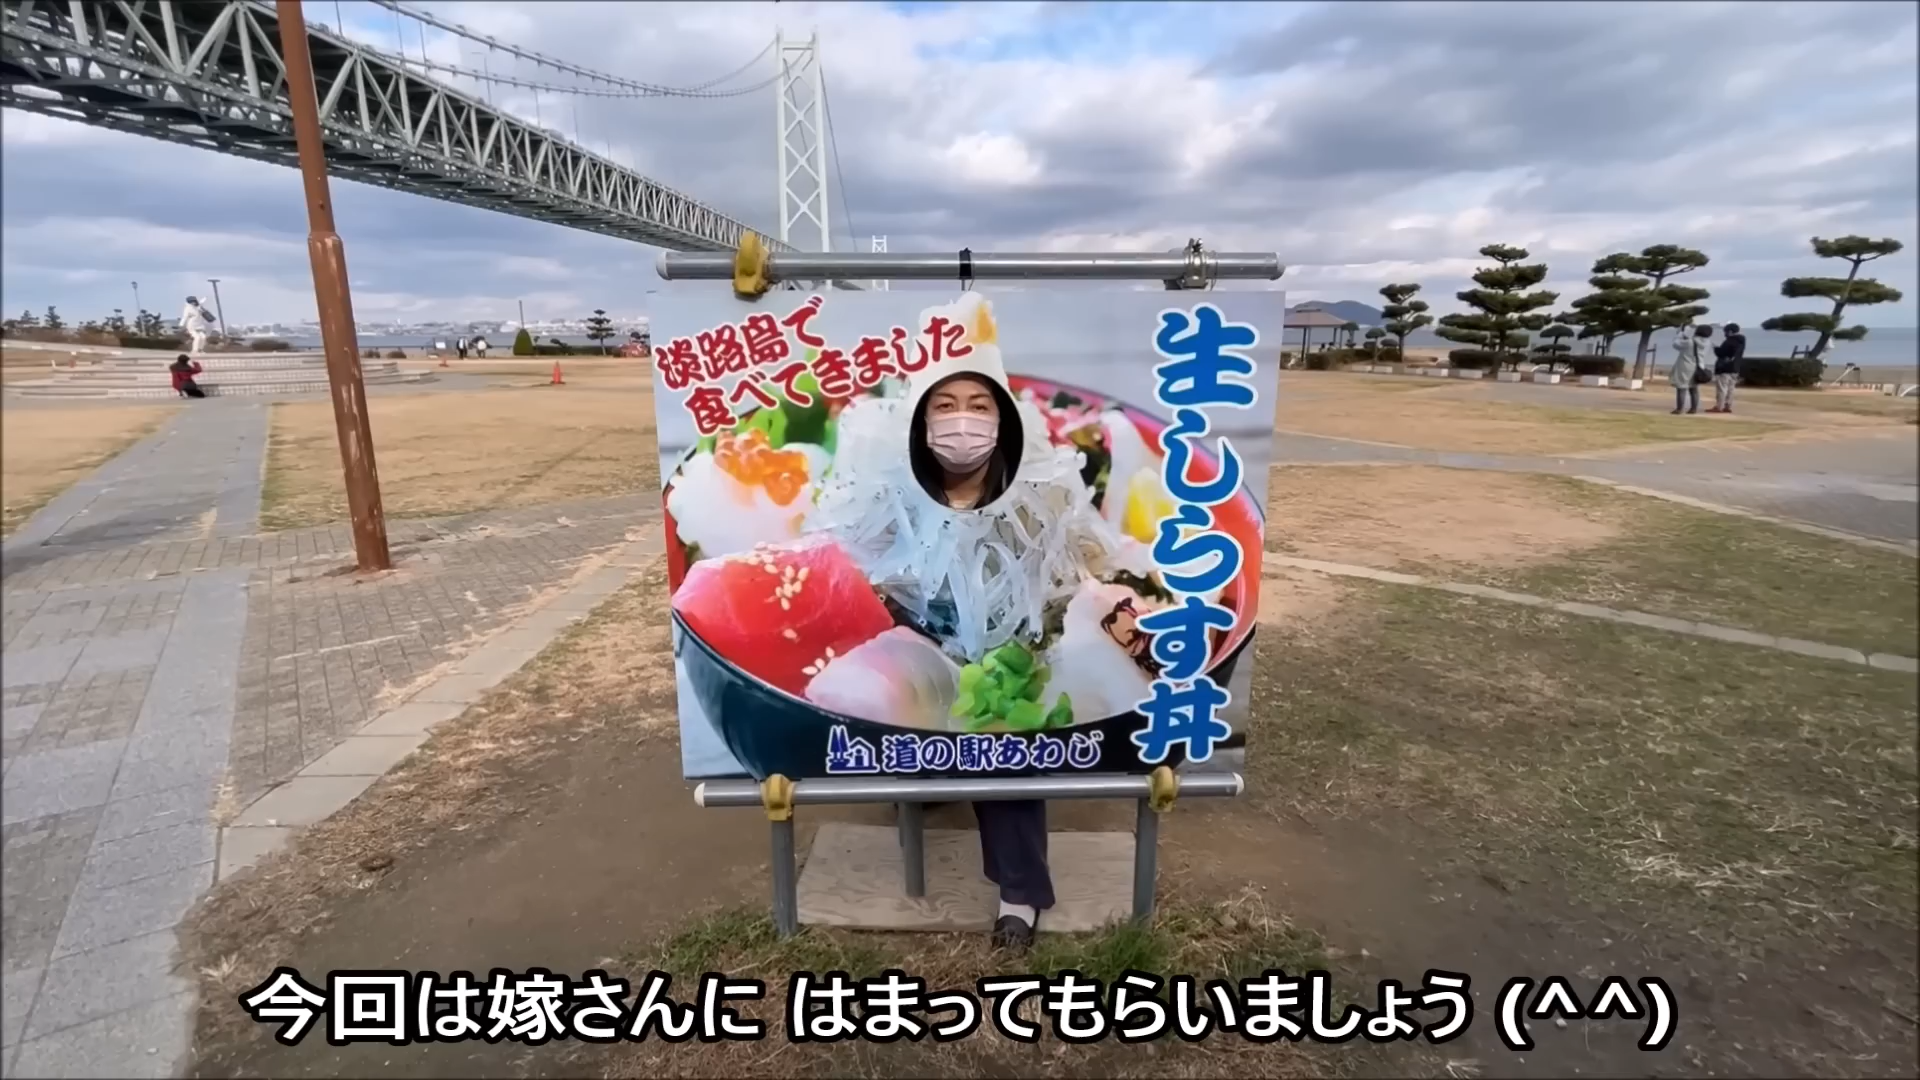 淡路島で
食べてきました
生しらす丼
道の駅あわじ
今回は嫁さんに はまってもらいましょう (^^)